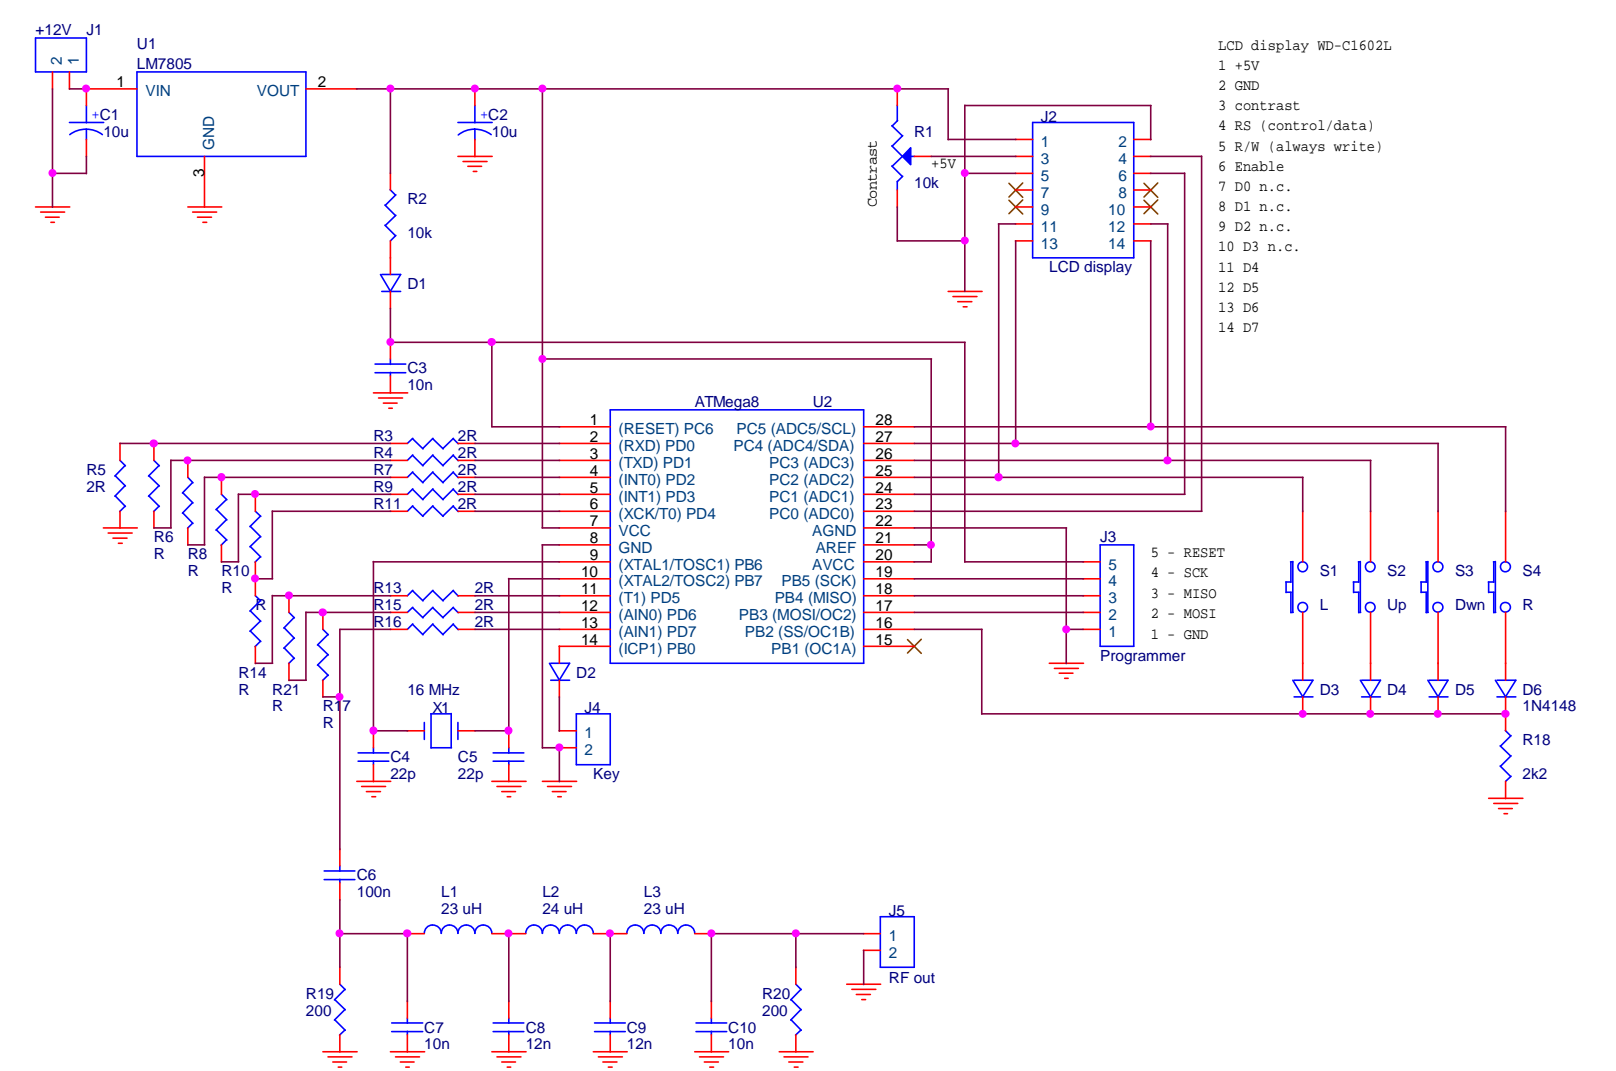 +12V J1
2 1
U1
LM7805
1 VIN VOUT 2
GND
3
+C1
10u
+C2
10u
R2
10k
D1
C3
10n
Contrast
R1
+5V
10k
J2
1 2
3 4
5 6
7 8
9 10
11 12
13 14
LCD display
LCD display WD-C1602L
1 +5V
2 GND
3 contrast
4 RS (control/data)
5 R/W (always write)
6 Enable
7 D0 n.c.
8 D1 n.c.
9 D2 n.c.
10 D3 n.c.
11 D4
12 D5
13 D6
14 D7
ATMega8 U2
1 (RESET) PC6 PC5 (ADC5/SCL) 28
2 (RXD) PD0 PC4 (ADC4/SDA) 27
3 (TXD) PD1 PC3 (ADC3) 26
4 (INT0) PD2 PC2 (ADC2) 25
5 (INT1) PD3 PC1 (ADC1) 24
6 (XCK/T0) PD4 PC0 (ADC0) 23
7 VCC AGND 22
8 GND AREF 21
9 (XTAL1/TOSC1) PB6 AVCC 20
10 (XTAL2/TOSC2) PB7 PB5 (SCK) 19
11 (T1) PD5 PB4 (MISO) 18
12 (AIN0) PD6 PB3 (MOSI/OC2) 17
13 (AIN1) PD7 PB2 (SS/OC1B) 16
14 (ICP1) PB0 PB1 (OC1A) 15
R3 2R
R4 2R
R7 2R
R9 2R
R11 2R
R5
2R
R6
R
R8
R
R10
R
R
R13 2R
R15 2R
R16 2R
R14
R
R21
R
R17
R
16 MHz
X1
C4
22p
C5
22p
D2
J4
1
2
Key
J3
5
4
3
2
1
Programmer
5 - RESET
4 - SCK
3 - MISO
2 - MOSI
1 - GND
S1
L
S2
Up
S3
Dwn
S4
R
D3
D4
D5
D6
1N4148
R18
2k2
C6
100n
L1
23 uH
L2
24 uH
L3
23 uH
J5
1
2
RF out
R19
200
C7
10n
C8
12n
C9
12n
C10
10n
R20
200